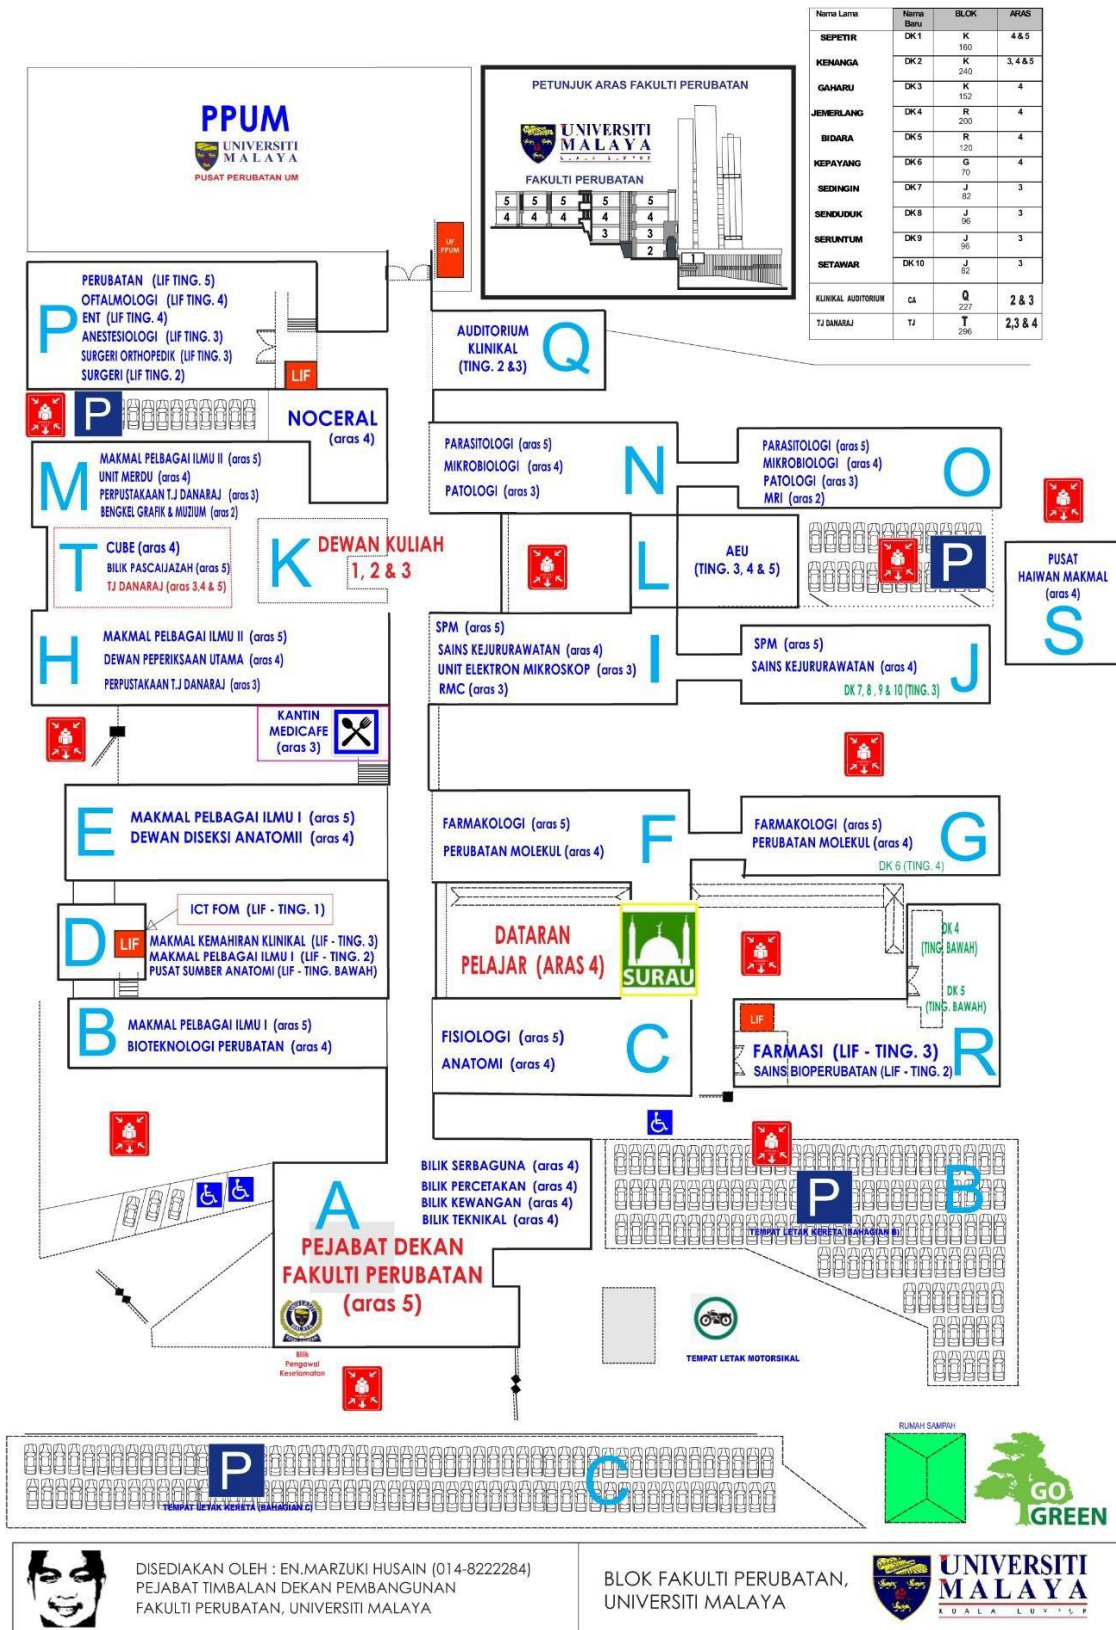 Nama Lama Nama Baru BLOK ARAS
SEPETIR DK 1 K 160 4 & 5
KENANGA DK 2 K 240 3, 4 & 5
GAHARU DK 3 K 152 4
JEMERLANG DK 4 R 200 4
BIDARA DK 5 R 120 4
KEPAYANG DK 6 G 70 4
SEDINGIN DK 7 J 82 3
SENDUDUK DK 8 J 96 3
SERUNTUM DK 9 J 96 3
SETAWAR DK 10 J 82 3
KLINIKAL AUDITORIUM CA Q 227 2 & 3
TJ DANARAJ TJ T 296 2,3 & 4
PPUM
UNIVERSITI
MALAYA
PUSAT PERUBATAN UM
PETUNJUK ARAS FAKULTI PERUBATAN
UNIVERSITI
MALAYA
KUALA LUMPUR
FAKULTI PERUBATAN
5 5 5 5 5
4 4 4 4 4
3 3
2
1
LIF
PPUM
P
PERUBATAN (LIF TING. 5)
OFTALMOLOGI (LIF TING. 4)
ENT (LIF TING. 4)
ANESTESIOLOGI (LIF TING. 3)
SURGERI ORTHOPEDIK (LIF TING. 3)
SURGERI (LIF TING. 2)
LIF
AUDITORIUM
KLINIKAL
(TING. 2 &3)
Q
P
NOCERAL
(aras 4)
M
MAKMAL PELBAGAI ILMU II (aras 5)
UNIT MERDU (aras 4)
PERPUSTAKAAN T.J DANARAJ (aras 3)
BENGKEL GRAFIK & MUZIUM (aras 2)
PARASITOLOGI (aras 5)
MIKROBIOLOGI (aras 4)
PATOLOGI (aras 3)
N
PARASITOLOGI (aras 5)
MIKROBIOLOGI (aras 4)
PATOLOGI (aras 3)
MRI (aras 2)
O
T
CUBE (aras 4)
BILIK PASCAIJAZAH (aras 5)
TJ DANARAJ (aras 3,4 & 5)
K
DEWAN KULIAH
1, 2 & 3
L
AEU
(TING. 3, 4 & 5)
P
PUSAT
HAIWAN MAKMAL
(aras 4)
S
H
MAKMAL PELBAGAI ILMU II (aras 5)
DEWAN PEPERIKSAAN UTAMA (aras 4)
PERPUSTAKAAN T.J DANARAJ (aras 3)
SPM (aras 5)
SAINS KEJURURAWATAN (aras 4)
UNIT ELEKTRON MIKROSKOP (aras 3)
RMC (aras 3)
I
SPM (aras 5)
SAINS KEJURURAWATAN (aras 4)
DK 7, 8 , 9 & 10 (TING. 3)
J
KANTIN
MEDICAFE
(aras 3)
E
MAKMAL PELBAGAI ILMU I (aras 5)
DEWAN DISEKSI ANATOMII (aras 4)
FARMAKOLOGI (aras 5)
PERUBATAN MOLEKUL (aras 4)
F
FARMAKOLOGI (aras 5)
PERUBATAN MOLEKUL (aras 4)
DK 6 (TING. 4)
G
D
LIF
ICT FOM (LIF - TING. 1)
MAKMAL KEMAHIRAN KLINIKAL (LIF - TING. 3)
MAKMAL PELBAGAI ILMU I (LIF - TING. 2)
PUSAT SUMBER ANATOMI (LIF - TING. BAWAH)
DATARAN
PELAJAR (ARAS 4)
SURAU
DK 4
(TING. BAWAH)
DK 5
(TING. BAWAH)
B
MAKMAL PELBAGAI ILMU I (aras 5)
BIOTEKNOLOGI PERUBATAN (aras 4)
FISIOLOGI (aras 5)
ANATOMI (aras 4)
C
LIF
FARMASI (LIF - TING. 3)
SAINS BIOPERUBATAN (LIF - TING. 2)
R
A
BILIK SERBAGUNA (aras 4)
BILIK PERCETAKAN (aras 4)
BILIK KEWANGAN (aras 4)
BILIK TEKNIKAL (aras 4)
PEJABAT DEKAN
FAKULTI PERUBATAN
(aras 5)
Bilik
Pengawal
Keselamatan
P
B
TEMPAT LETAK KERETA (BAHAGIAN B)
TEMPAT LETAK MOTORSIKAL
P
C
TEMPAT LETAK KERETA (BAHAGIAN C)
RUMAH SAMPAH
GO
GREEN
DISEDIAKAN OLEH : EN.MARZUKI HUSAIN (014-8222284)
PEJABAT TIMBALAN DEKAN PEMBANGUNAN
FAKULTI PERUBATAN, UNIVERSITI MALAYA
BLOK FAKULTI PERUBATAN,
UNIVERSITI MALAYA
UNIVERSITI
MALAYA
KUALA LUMPUR